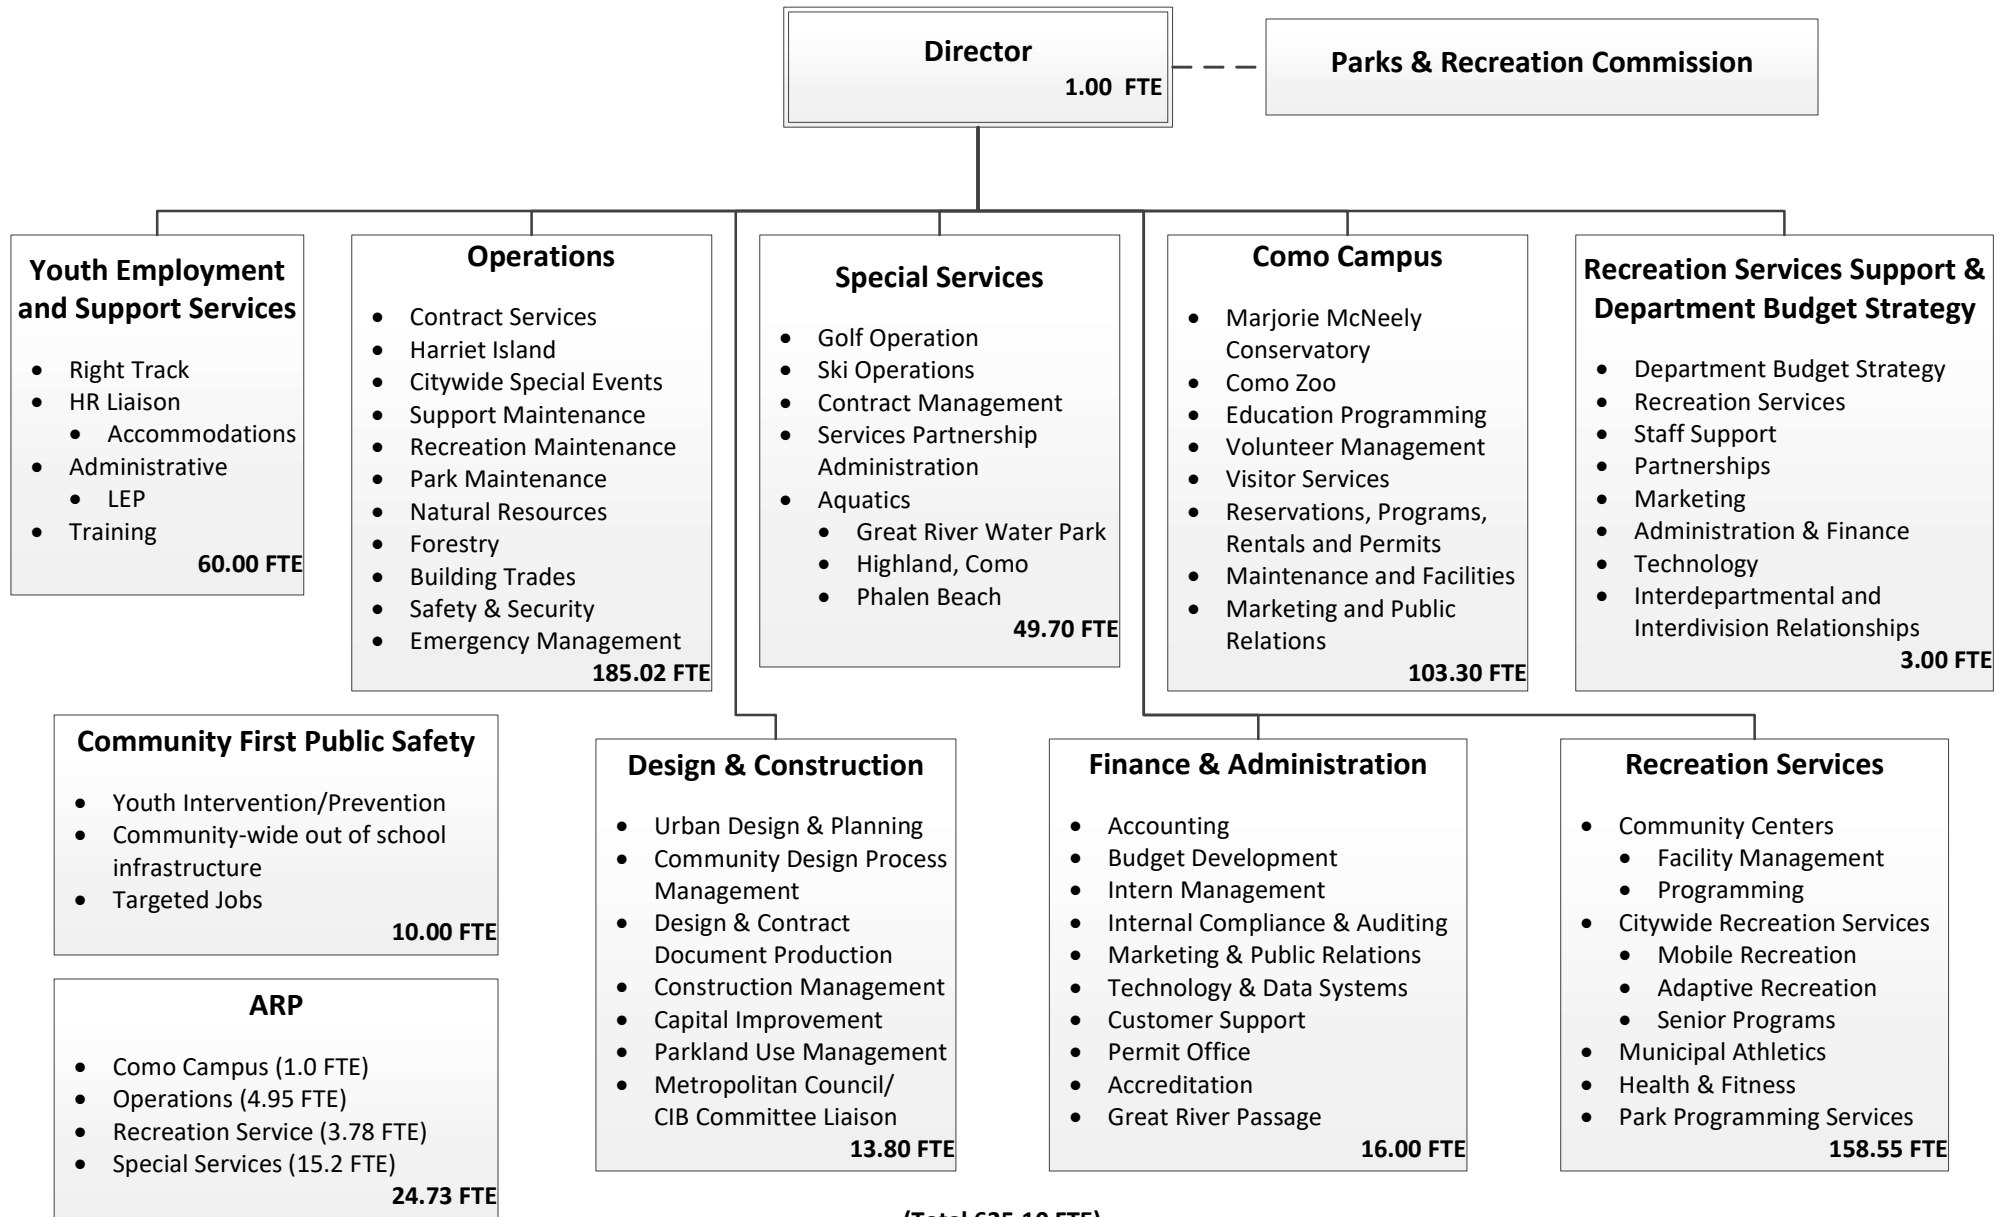 Director
1.00 FTE
Parks & Recreation Commission
Youth Employment
and Support Services
• Right Track
• HR Liaison
• Accommodations
• Administrative
• LEP
• Training
60.00 FTE
Operations
• Contract Services
• Harriet Island
• Citywide Special Events
• Support Maintenance
• Recreation Maintenance
• Park Maintenance
• Natural Resources
• Forestry
• Building Trades
• Safety & Security
• Emergency Management
185.02 FTE
Special Services
• Golf Operation
• Ski Operations
• Contract Management
• Services Partnership
Administration
• Aquatics
• Great River Water Park
• Highland, Como
• Phalen Beach
49.70 FTE
Como Campus
• Marjorie McNeely
Conservatory
• Como Zoo
• Education Programming
• Volunteer Management
• Visitor Services
• Reservations, Programs,
Rentals and Permits
• Maintenance and Facilities
• Marketing and Public
Relations
103.30 FTE
Recreation Services Support &
Department Budget Strategy
• Department Budget Strategy
• Recreation Services
• Staff Support
• Partnerships
• Marketing
• Administration & Finance
• Technology
• Interdepartmental and
Interdivision Relationships
3.00 FTE
Community First Public Safety
• Youth Intervention/Prevention
• Community-wide out of school
infrastructure
• Targeted Jobs
10.00 FTE
ARP
• Como Campus (1.0 FTE)
• Operations (4.95 FTE)
• Recreation Service (3.78 FTE)
• Special Services (15.2 FTE)
24.73 FTE
Design & Construction
• Urban Design & Planning
• Community Design Process
Management
• Design & Contract
Document Production
• Construction Management
• Capital Improvement
• Parkland Use Management
• Metropolitan Council/
CIB Committee Liaison
13.80 FTE
Finance & Administration
• Accounting
• Budget Development
• Intern Management
• Internal Compliance & Auditing
• Marketing & Public Relations
• Technology & Data Systems
• Customer Support
• Permit Office
• Accreditation
• Great River Passage
16.00 FTE
Recreation Services
• Community Centers
• Facility Management
• Programming
• Citywide Recreation Services
• Mobile Recreation
• Adaptive Recreation
• Senior Programs
• Municipal Athletics
• Health & Fitness
• Park Programming Services
158.55 FTE
(Total 625.10 FTE)